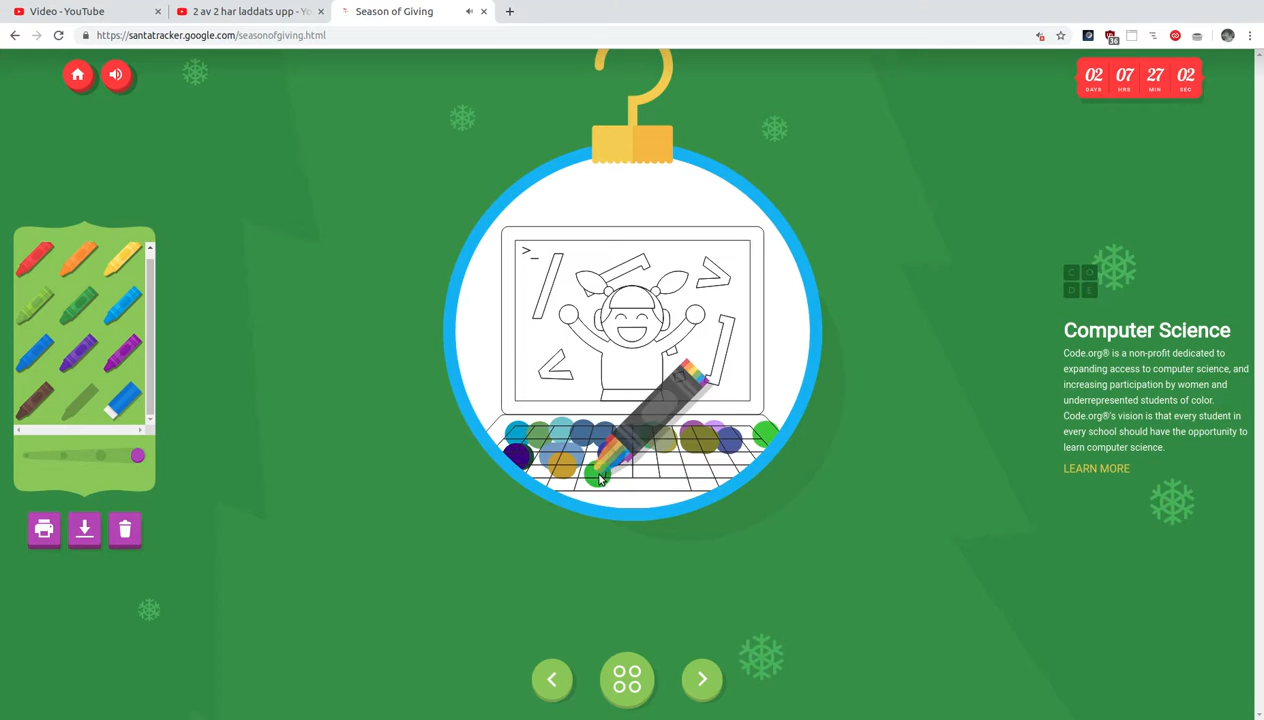 Video - YouTube
2 av 2 har laddats upp - Yo
Season of Giving
https://santatracker.google.com/seasonofgiving.html
36
02 07 27 02
DAYS HRS MIN SEC
>_
C O
D E
Computer Science
Code.org® is a non-profit dedicated to
expanding access to computer science, and
increasing participation by women and
underrepresented students of color.
Code.org®'s vision is that every student in
every school should have the opportunity to
learn computer science.
LEARN MORE